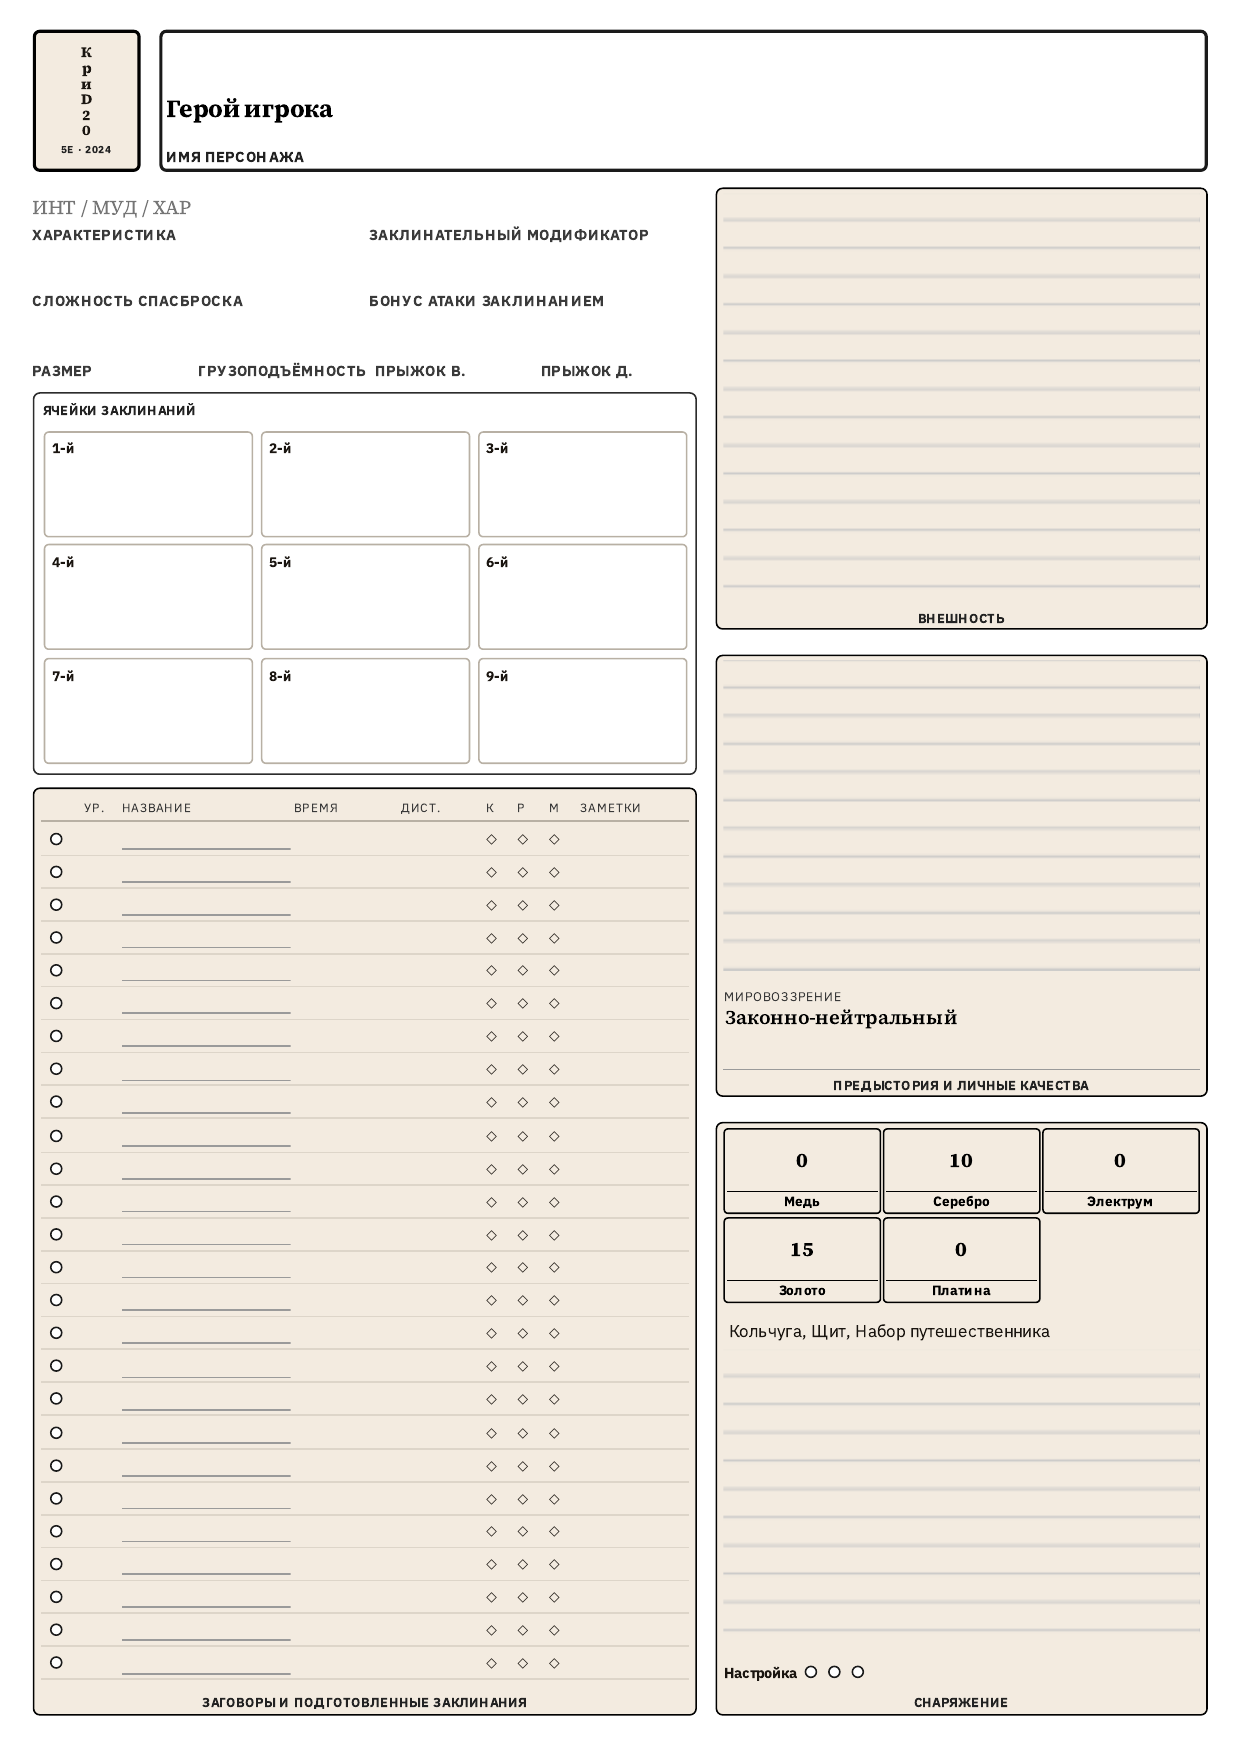 К
р
и
D
2
0
5E · 2024
Герой игрока
ИМЯ ПЕРСОНАЖА
ИНТ / МУД / ХАР
ХАРАКТЕРИСТИКА
ЗАКЛИНАТЕЛЬНЫЙ МОДИФИКАТОР
СЛОЖНОСТЬ СПАСБРОСКА
БОНУС АТАКИ ЗАКЛИНАНИЕМ
РАЗМЕР
ГРУЗОПОДЪЁМНОСТЬ
ПРЫЖОК В.
ПРЫЖОК Д.
ЯЧЕЙКИ ЗАКЛИНАНИЙ
1-й
2-й
3-й
4-й
5-й
6-й
7-й
8-й
9-й
УР. НАЗВАНИЕ ВРЕМЯ ДИСТ. К Р М ЗАМЕТКИ
ЗАГОВОРЫ И ПОДГОТОВЛЕННЫЕ ЗАКЛИНАНИЯ
ВНЕШНОСТЬ
МИРОВОЗЗРЕНИЕ
Законно-нейтральный
ПРЕДЫСТОРИЯ И ЛИЧНЫЕ КАЧЕСТВА
0
Медь
10
Серебро
0
Электрум
15
Золото
0
Платина
Кольчуга, Щит, Набор путешественника
Настройка
СНАРЯЖЕНИЕ